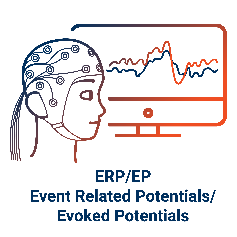 ERP/EP
Event Related Potentials/
Evoked Potentials